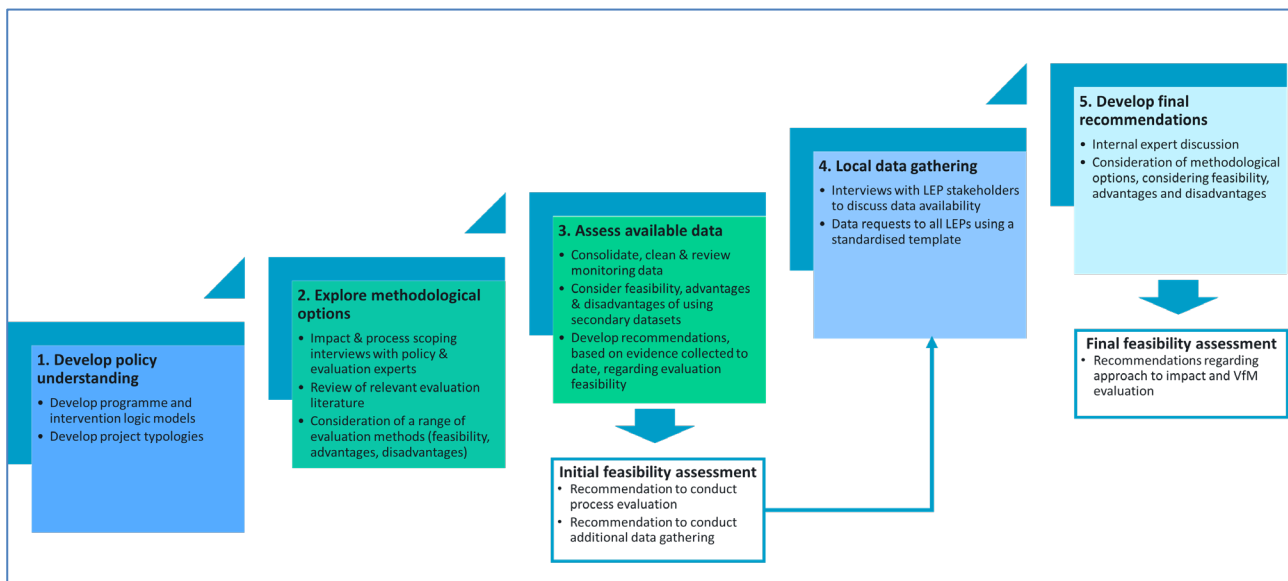 1. Develop policy
understanding
• Develop programme and
intervention logic models
• Develop project typologies
2. Explore methodological
options
• Impact & process scoping
interviews with policy &
evaluation experts
• Review of relevant evaluation
literature
• Consideration of a range of
evaluation methods (feasibility,
advantages, disadvantages)
3. Assess available data
• Consolidate, clean & review
monitoring data
• Consider feasibility, advantages
& disadvantages of using
secondary datasets
• Develop recommendations,
based on evidence collected to
date, regarding evaluation
feasibility
Initial feasibility assessment
• Recommendation to conduct
process evaluation
• Recommendation to conduct
additional data gathering
4. Local data gathering
• Interviews with LEP stakeholders
to discuss data availability
• Data requests to all LEPs using a
standardised template
5. Develop final
recommendations
• Internal expert discussion
• Consideration of methodological
options, considering feasibility,
advantages and disadvantages
Final feasibility assessment
• Recommendations regarding
approach to impact and VfM
evaluation